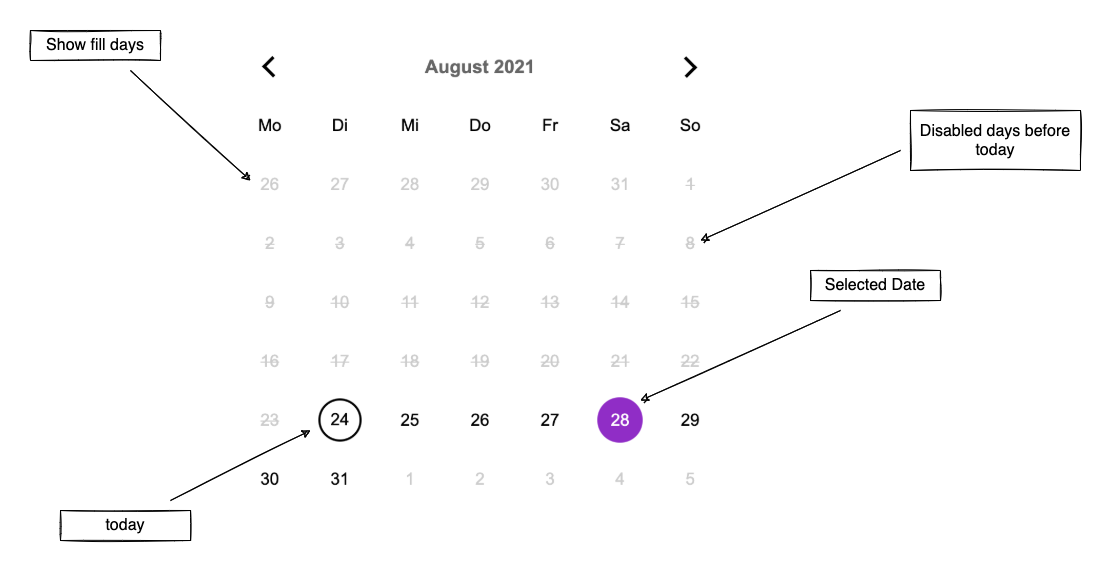 Show fill days
August 2021
Mo Di Mi Do Fr Sa So
Disabled days before
today
26 27 28 29 30 31 1
2 3 4 5 6 7 8
Selected Date
9 10 11 12 13 14 15
16 17 18 19 20 21 22
23 24 25 26 27 28 29
30 31 1 2 3 4 5
today